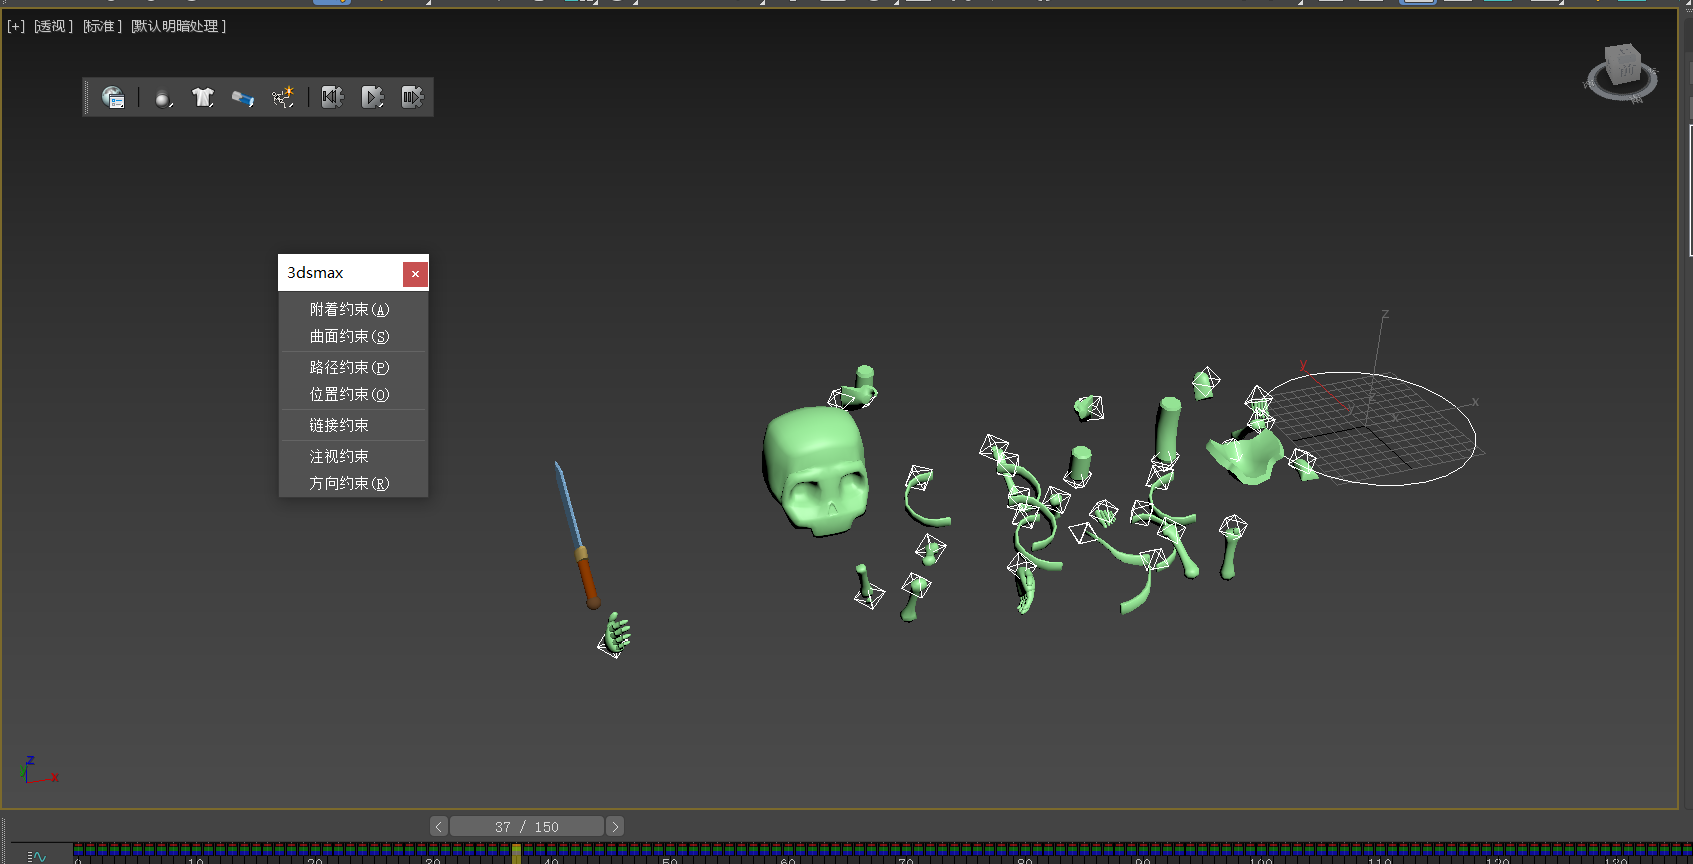 [+] [透视 ] [标准 ] [默认明暗处理 ]
3dsmax
附着约束(A)
曲面约束(S)
路径约束(P)
位置约束(O)
链接约束
注视约束
方向约束(R)
z
y
x
z
y
x
< 37 / 150 >
0 10 20 30 40 50 60 70 80 90 100 110 120 130